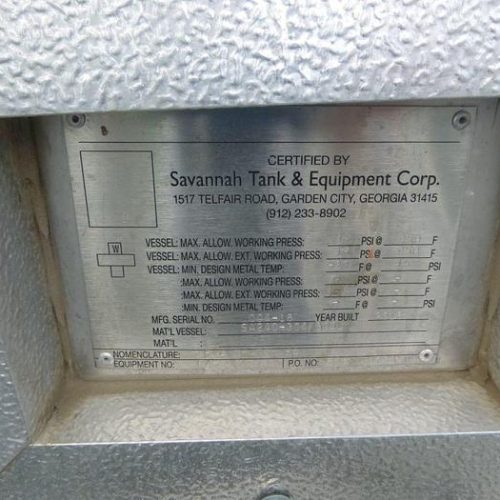 CERTIFIED BY
Savannah Tank & Equipment Corp.
1517 TELFAIR ROAD, GARDEN CITY, GEORGIA 31415
(912) 233-8902
W
VESSEL: MAX. ALLOW. WORKING PRESS: PSI @ F
VESSEL: MAX. ALLOW. EXT. WORKING PRESS: PSI @ F
VESSEL: MIN. DESIGN METAL TEMP: F @ PSI
:MAX. ALLOW. WORKING PRESS: PSI @ F
:MAX. ALLOW. EXT. WORKING PRESS: PSI @ F
:MIN. DESIGN METAL TEMP: F @ PSI
MFG. SERIAL NO. YEAR BUILT
MAT'L VESSEL:
MAT'L :
NOMENCLATURE:
EQUIPMENT NO: P.O. NO: